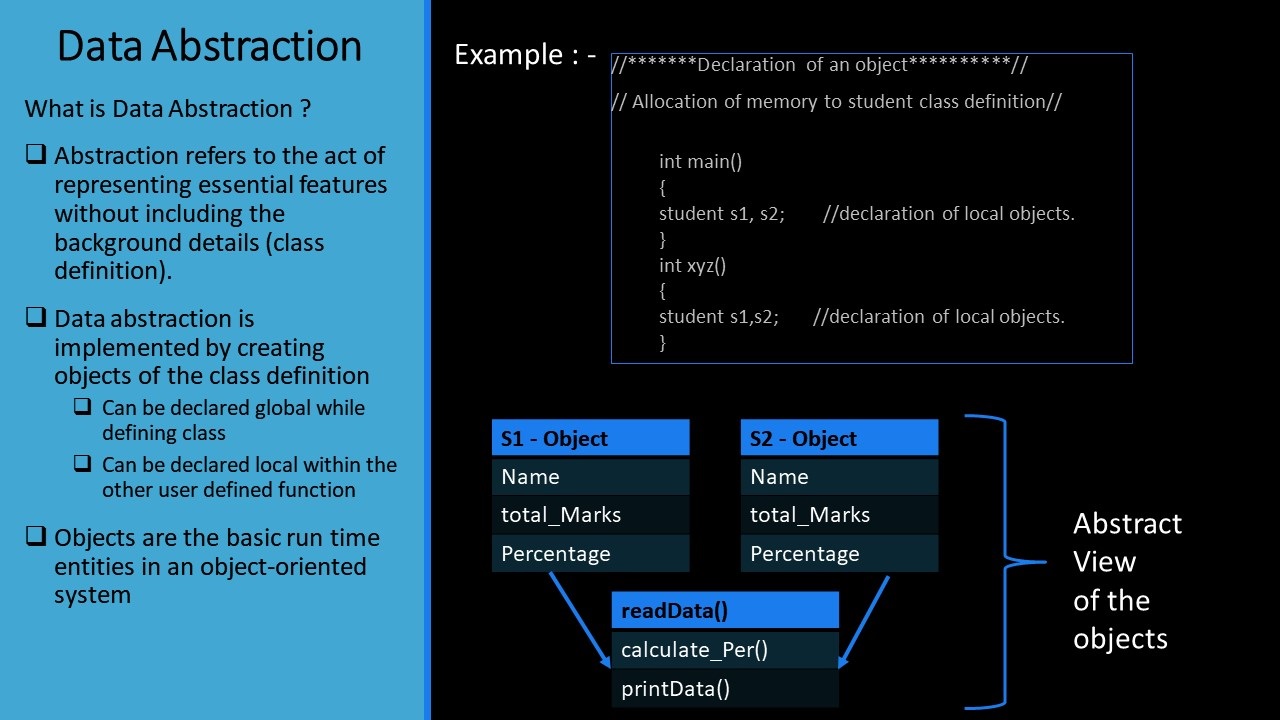 Data Abstraction
What is Data Abstraction ?
Abstraction refers to the act of
representing essential features
without including the
background details (class
definition).
Data abstraction is
implemented by creating
objects of the class definition
Can be declared global while
defining class
Can be declared local within the
other user defined function
Objects are the basic run time
entities in an object-oriented
system
Example : -
//*******Declaration of an object**********//
// Allocation of memory to student class definition//
int main()
{
student s1, s2; //declaration of local objects.
}
int xyz()
{
student s1,s2; //declaration of local objects.
}
S1 - Object
Name
total_Marks
Percentage
S2 - Object
Name
total_Marks
Percentage
readData()
calculate_Per()
printData()
Abstract
View
of the
objects